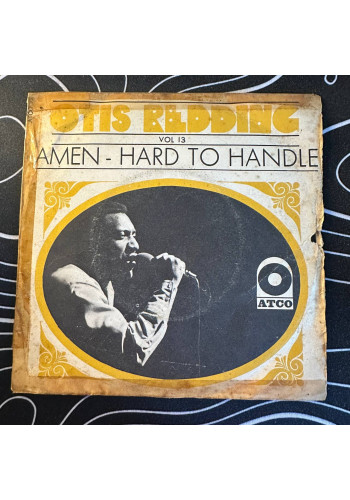 OTIS REDDING
VOL 13
AMEN - HARD TO HANDLE
ATCO